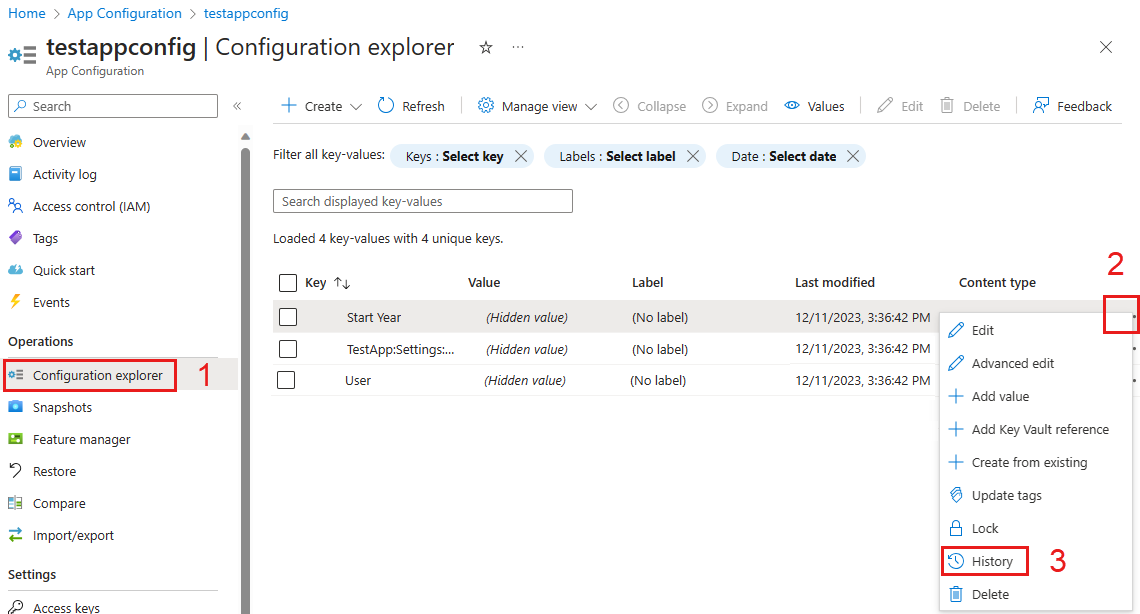 Home > App Configuration > testappconfig
testappconfig | Configuration explorer ☆ ...
App Configuration
Search
«
Create
Refresh
Manage view
Collapse
Expand
Values
Edit
Delete
Feedback
Overview
Activity log
Access control (IAM)
Tags
Quick start
Events
Operations
Configuration explorer
1
Snapshots
Feature manager
Restore
Compare
Import/export
Settings
Access keys
Filter all key-values:
Keys : Select key
Labels : Select label
Date : Select date
Search displayed key-values
Loaded 4 key-values with 4 unique keys.
2
Key ↑↓ Value Label Last modified Content type
Start Year (Hidden value) (No label) 12/11/2023, 3:36:42 PM
TestApp:Settings:... (Hidden value) (No label) 12/11/2023, 3:36:42 PM
User (Hidden value) (No label) 12/11/2023, 3:36:42 PM
Edit
Advanced edit
Add value
Add Key Vault reference
Create from existing
Update tags
Lock
History
3
Delete